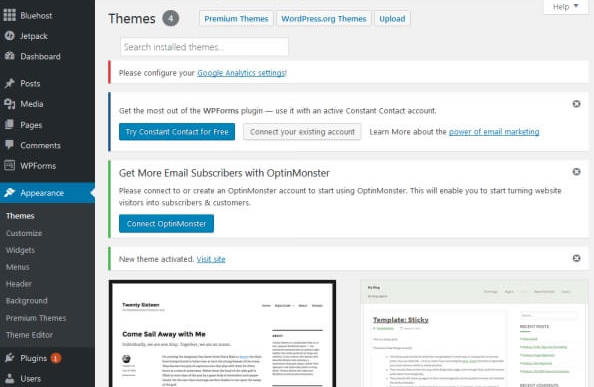 Bluehost
Jetpack
Dashboard
Posts
Media
Pages
Comments
WPForms
Appearance
Themes
Customize
Widgets
Menus
Header
Background
Premium Themes
Theme Editor
Plugins 1
Users
Help
Themes 4 Premium Themes WordPress.org Themes Upload
Search installed themes...
Please configure your Google Analytics settings!
Get the most out of the WPForms plugin — use it with an active Constant Contact account.
Try Constant Contact for Free Connect your existing account Learn More about the power of email marketing
Get More Email Subscribers with OptinMonster
Please connect to or create an OptinMonster account to start using OptinMonster. This will enable you to start turning website
visitors into subscribers & customers.
Connect OptinMonster
New theme activated. Visit site
Twenty Sixteen
Come Sail Away with Me
Individually, we are one drop. Together, we are an ocean.
My Blog
Template: Sticky
RECENT POSTS